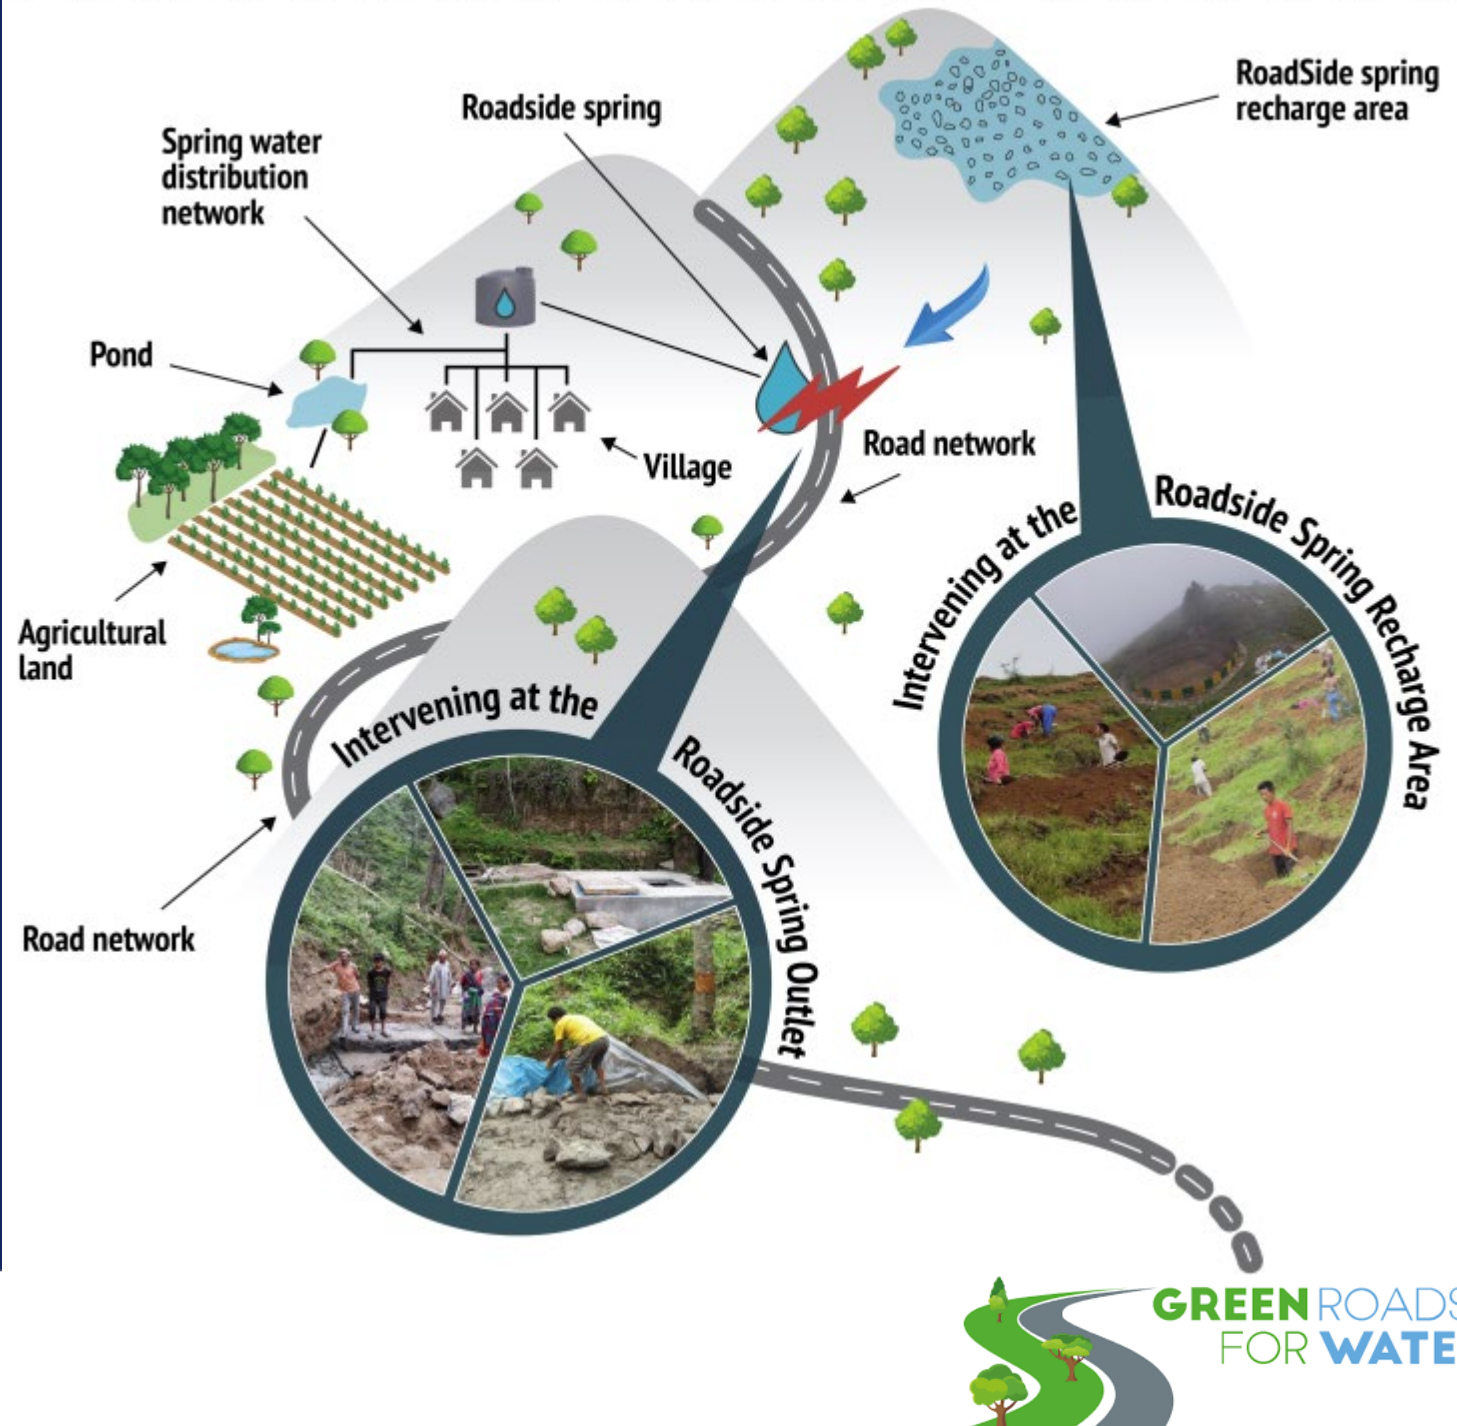 RoadSide spring
recharge area
Roadside spring
Spring water
distribution
network
Pond
Village
Road network
Agricultural
land
Intervening at the
Roadside Spring Recharge Area
Intervening at the
Roadside Spring Outlet
Road network
GREEN ROADS
FOR WATE